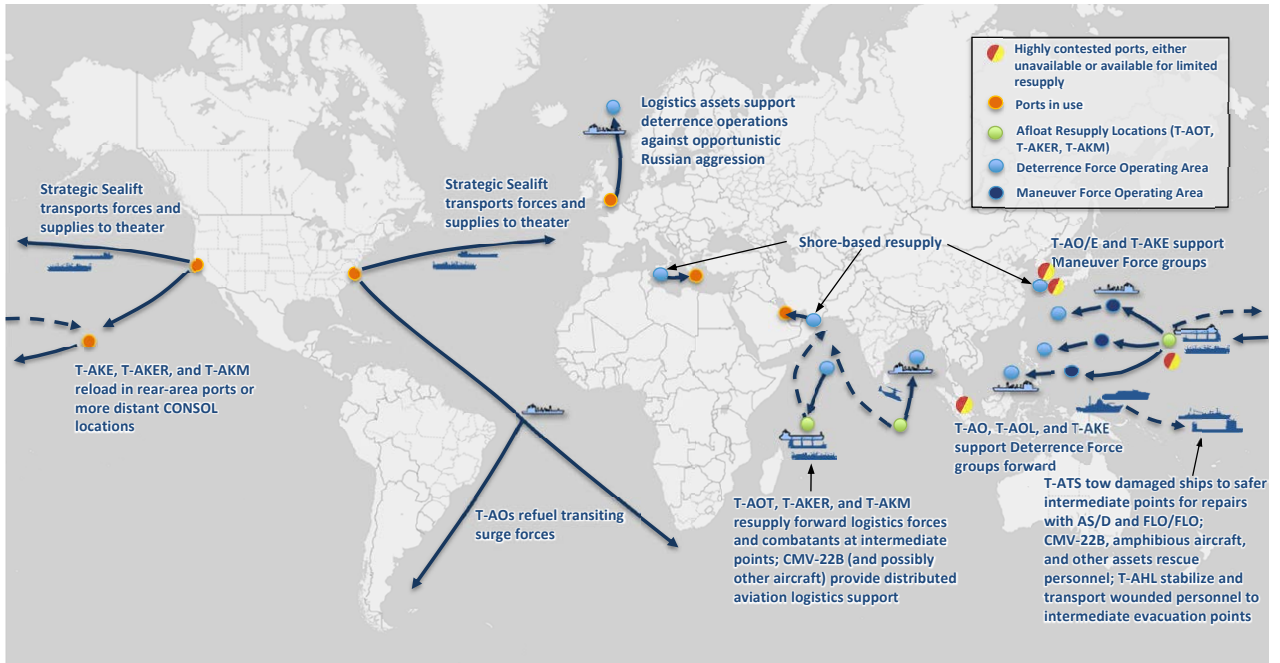 Highly contested ports, either
unavailable or available for limited
resupply
Ports in use
Afloat Resupply Locations (T-AOT,
T-AKER, T-AKM)
Deterrence Force Operating Area
Maneuver Force Operating Area
Logistics assets support
deterrence operations
against opportunistic
Russian aggression
Strategic Sealift
transports forces and
supplies to theater
Strategic Sealift
transports forces and
supplies to theater
Shore-based resupply
T-AO/E and T-AKE support
Maneuver Force groups
T-AKE, T-AKER, and T-AKM
reload in rear-area ports or
more distant CONSOL
locations
T-AO, T-AOL, and T-AKE
support Deterrence Force
groups forward
T-AOs refuel transiting
surge forces
T-AOT, T-AKER, and T-AKM
resupply forward logistics forces
and combatants at intermediate
points; CMV-22B (and possibly
other aircraft) provide distributed
aviation logistics support
T-ATS tow damaged ships to safer
intermediate points for repairs
with AS/D and FLO/FLO;
CMV-22B, amphibious aircraft,
and other assets rescue
personnel; T-AHL stabilize and
transport wounded personnel to
intermediate evacuation points